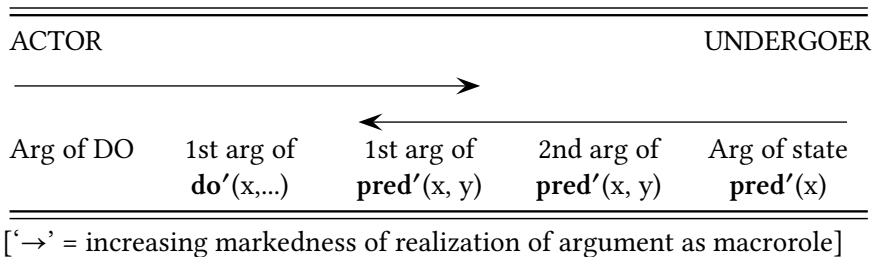 ACTOR UNDERGOER
Arg of DO 1st arg of 1st arg of 2nd arg of Arg of state
do′(x,...) pred′(x, y) pred′(x, y) pred′(x)
[‘→’ = increasing markedness of realization of argument as macrorole]